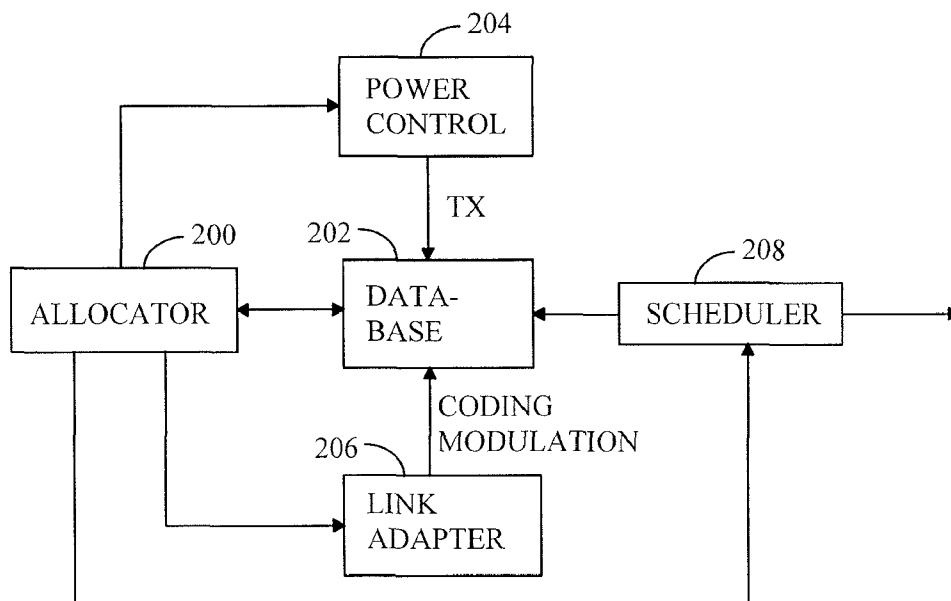 204
POWER
CONTROL
TX
200
202
208
ALLOCATOR
DATA-
BASE
SCHEDULER
CODING
MODULATION
206
LINK
ADAPTER